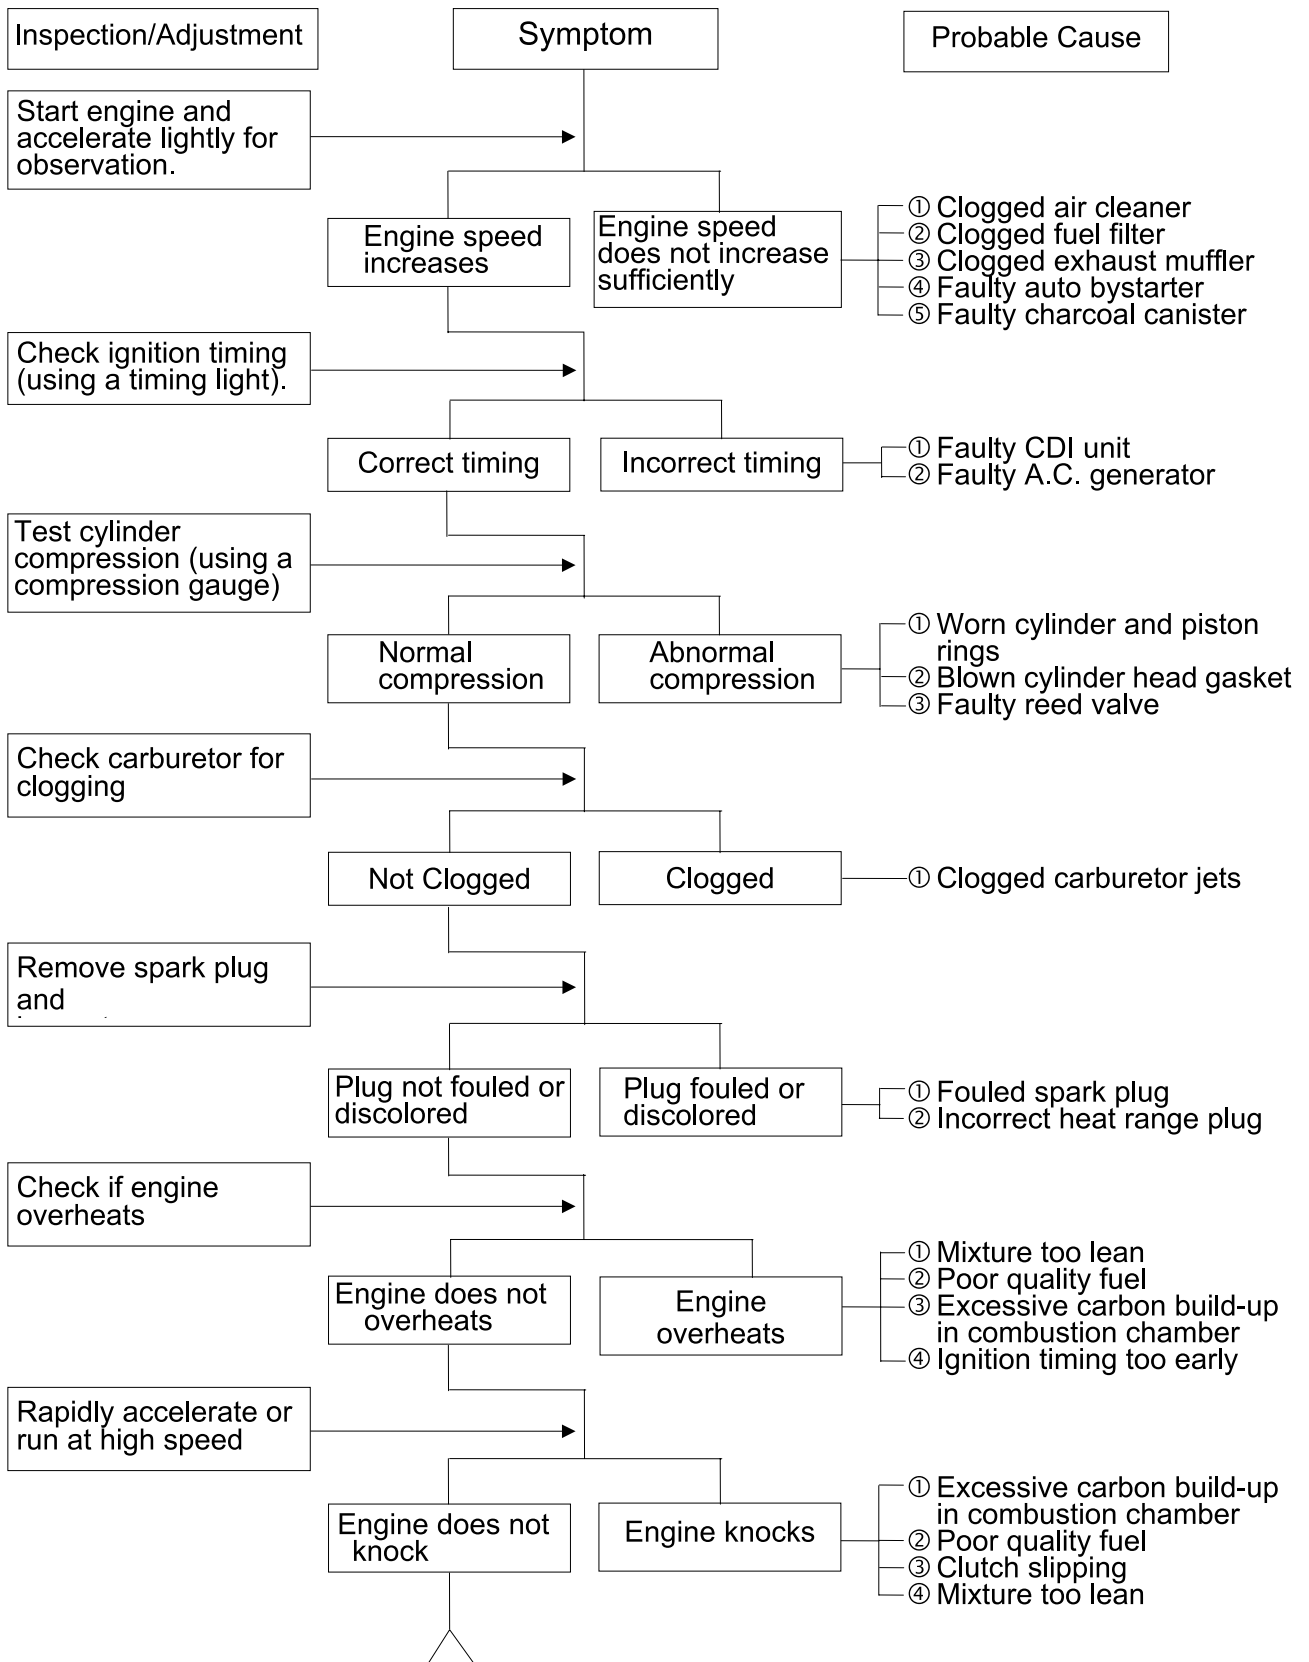 Inspection/Adjustment
Symptom
Probable Cause
Start engine and
accelerate lightly for
observation.
Engine speed
increases
Engine speed
does not increase
sufficiently
① Clogged air cleaner
② Clogged fuel filter
③ Clogged exhaust muffler
④ Faulty auto bystarter
⑤ Faulty charcoal canister
Check ignition timing
(using a timing light).
Correct timing
Incorrect timing
① Faulty CDI unit
② Faulty A.C. generator
Test cylinder
compression (using a
compression gauge)
Normal
compression
Abnormal
compression
① Worn cylinder and piston
rings
② Blown cylinder head gasket
③ Faulty reed valve
Check carburetor for
clogging
Not Clogged
Clogged
① Clogged carburetor jets
Remove spark plug
and
Plug not fouled or
discolored
Plug fouled or
discolored
① Fouled spark plug
② Incorrect heat range plug
Check if engine
overheats
Engine does not
overheats
Engine
overheats
① Mixture too lean
② Poor quality fuel
③ Excessive carbon build-up
in combustion chamber
④ Ignition timing too early
Rapidly accelerate or
run at high speed
Engine does not
knock
Engine knocks
① Excessive carbon build-up
in combustion chamber
② Poor quality fuel
③ Clutch slipping
④ Mixture too lean